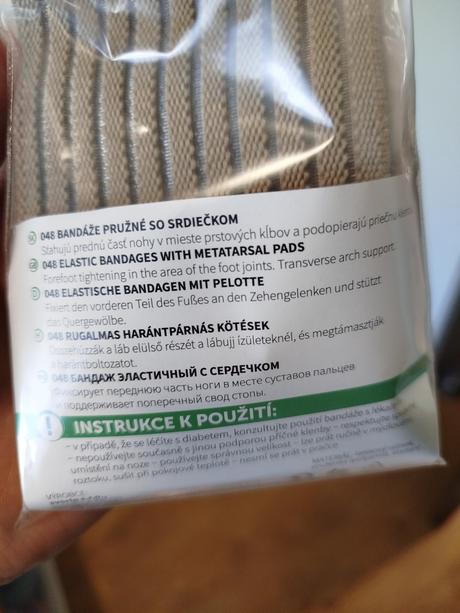 SK 048 BANDÁŽE PRUŽNÉ SO SRDIEČKOM
Sťahujú prednú časť nohy v mieste prstových kĺbov a podopierajú priečnu klenbu
GB 048 ELASTIC BANDAGES WITH METATARSAL PADS
Forefoot tightening in the area of the foot joints. Transverse arch support.
D 048 ELASTISCHE BANDAGEN MIT PELOTTE
Fixiert den vorderen Teil des Fußes an den Zehengelenken und stützt
das Quergewölbe.
048 RUGALMAS HARÁNTPÁRNÁS KÖTÉSEK
Összehúzzák a láb elülső részét a lábujj ízületeknél, és megtámasztják
a harántboltozatot.
048 БАНДАЖ ЭЛАСТИЧЕСКИЙ С СЕРДЕЧКОМ
Фиксирует переднюю часть ноги в месте суставов пальцев
и поддерживает поперечный свод стопы.
! INSTRUKCE K POUŽITÍ:
– v případě, že se léčíte s diabetem, konzultujte použití bandáže s lékařem
– nepoužívejte současně s jinou podporou příčné klenby – respektujte správné
umístění na noze – používejte správnou velikost – lze prát ručně v mýdlovém
roztoku, sušit při pokojové teplotě – nesmí se prát v pračce
VÝROBCE: